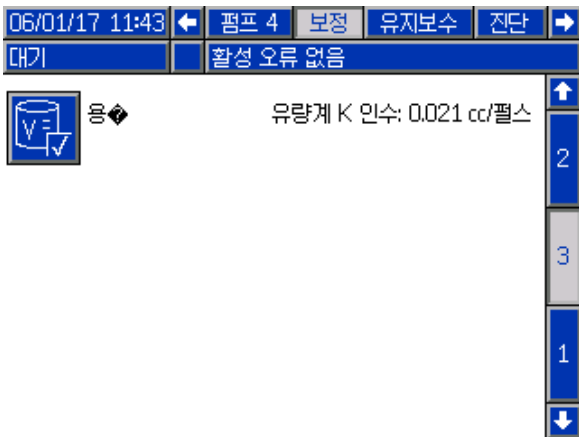 06/01/17 11:43 펌프 4 보정 유지보수 진단
대기 활성 오류 없음
용� 유량계 K 인수: 0.021 cc/펄스
2
3
1